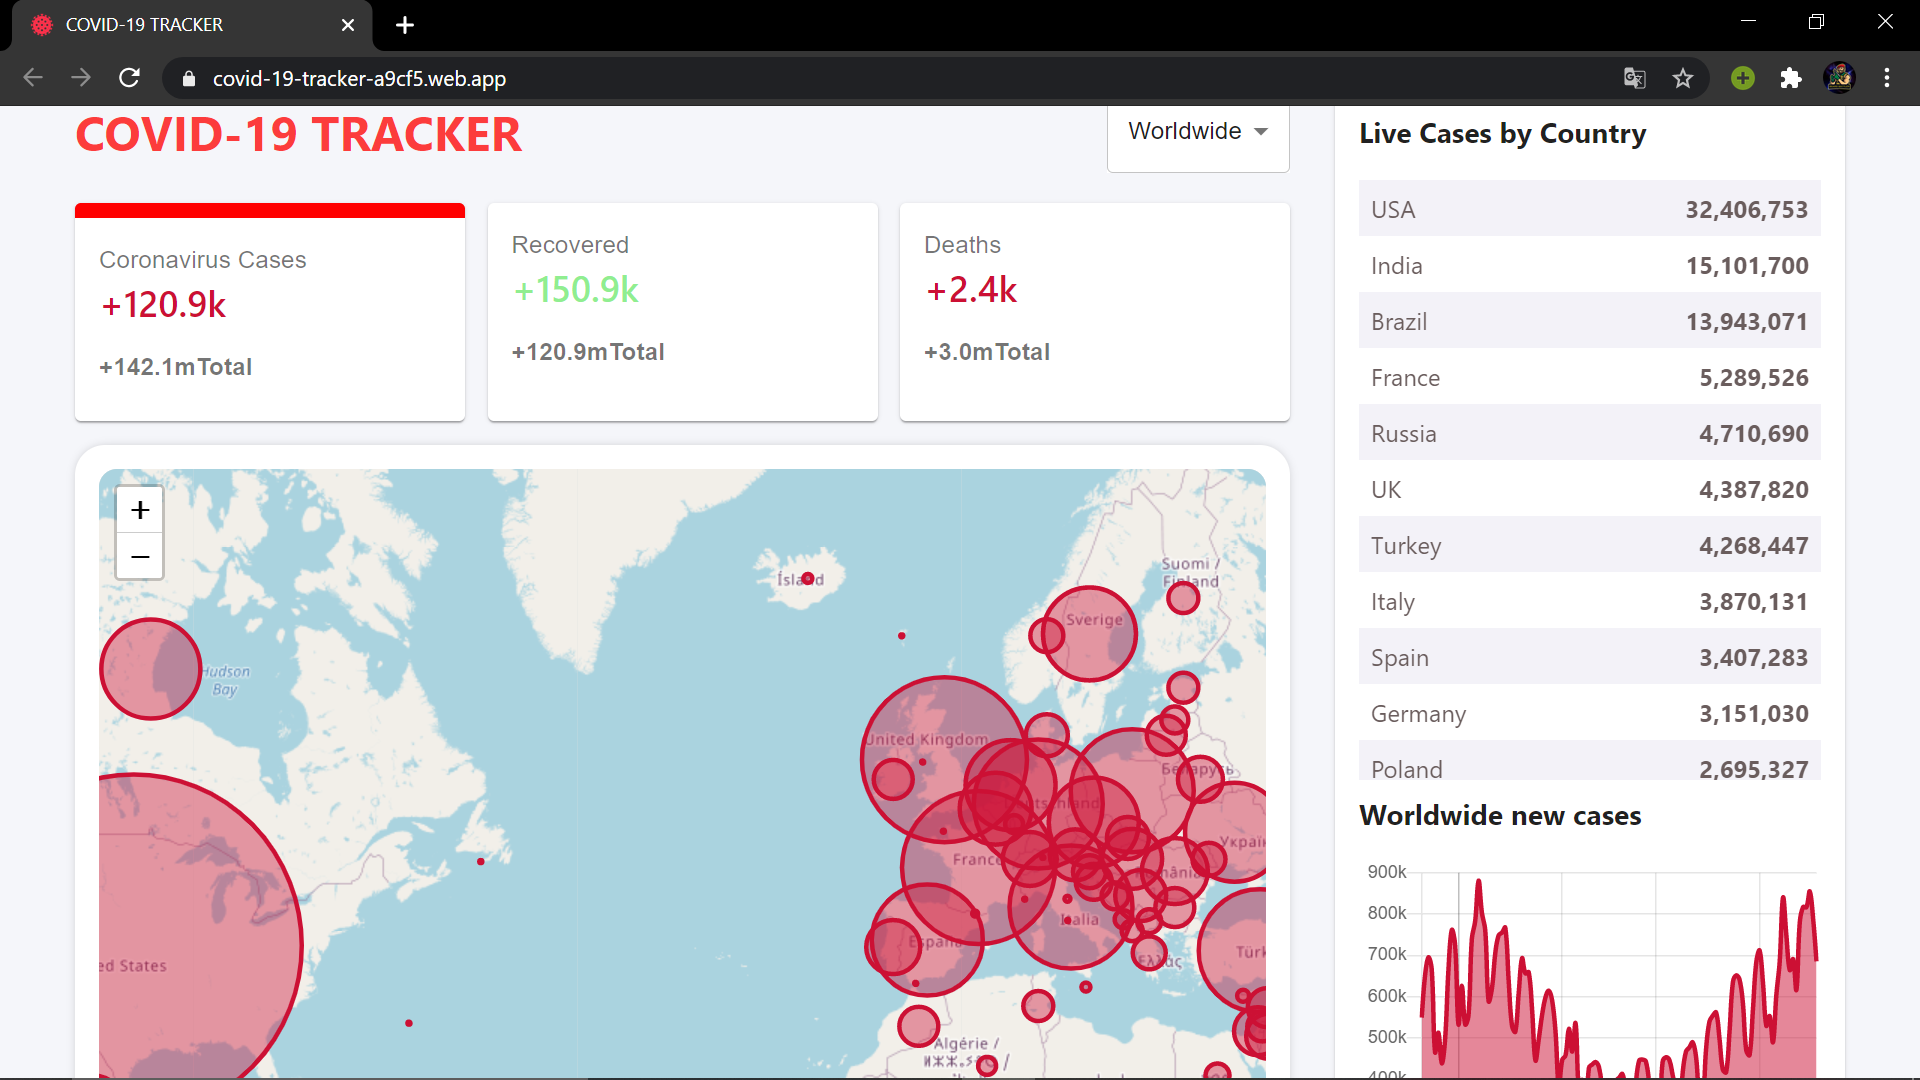 COVID-19 TRACKER
covid-19-tracker-a9cf5.web.app
COVID-19 TRACKER
Worldwide
Coronavirus Cases
+120.9k
+142.1mTotal
Recovered
+150.9k
+120.9mTotal
Deaths
+2.4k
+3.0mTotal
+
−
Ísland
Suomi /
Finland
Sverige
Hudson
Bay
United Kingdom
Беларусь
Deutschland
Україн
France
România
Italia
España
Ελλάς
Türk
ed States
Algérie /
Live Cases by Country
USA 32,406,753
India 15,101,700
Brazil 13,943,071
France 5,289,526
Russia 4,710,690
UK 4,387,820
Turkey 4,268,447
Italy 3,870,131
Spain 3,407,283
Germany 3,151,030
Poland 2,695,327
Worldwide new cases
900k
800k
700k
600k
500k
400k